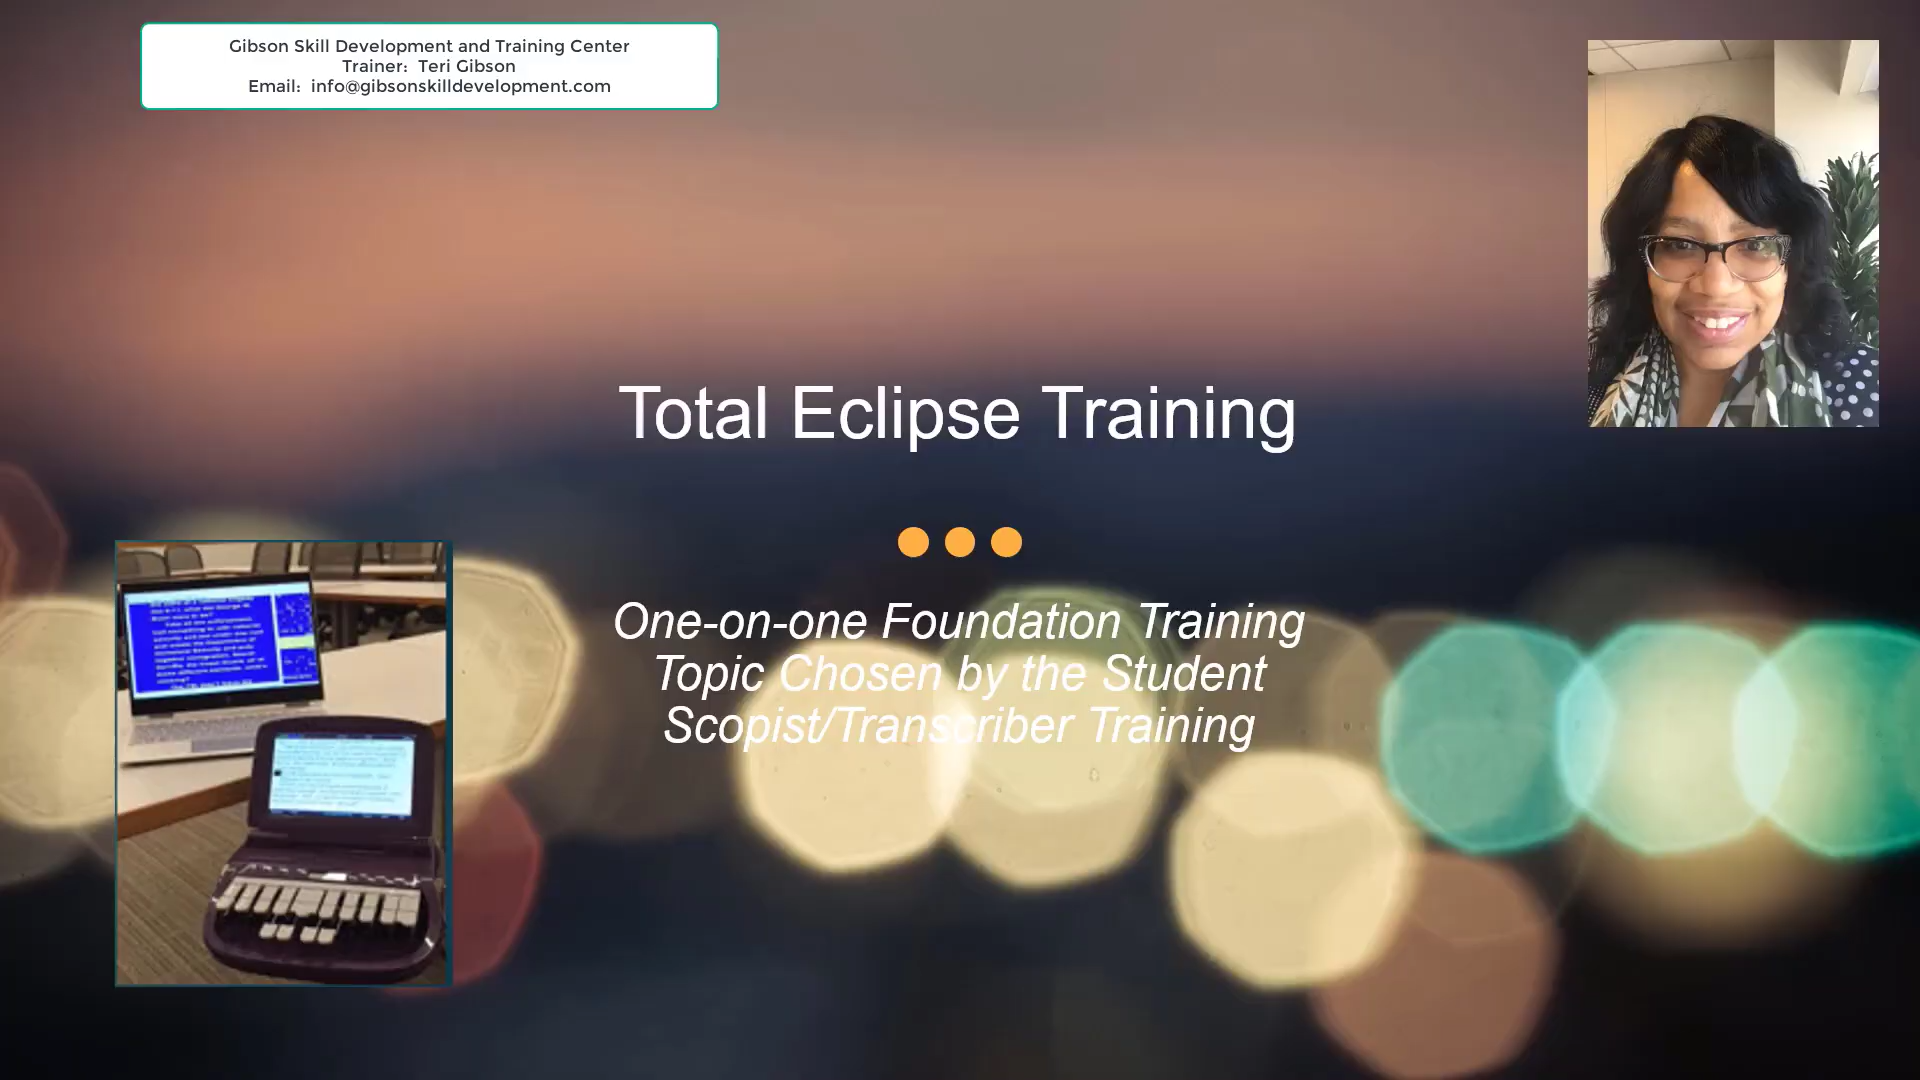 Gibson Skill Development and Training Center
Trainer: Teri Gibson
Email: info@gibsonskilldevelopment.com
Total Eclipse Training
One-on-one Foundation Training
Topic Chosen by the Student
Scopist/Transcriber Training